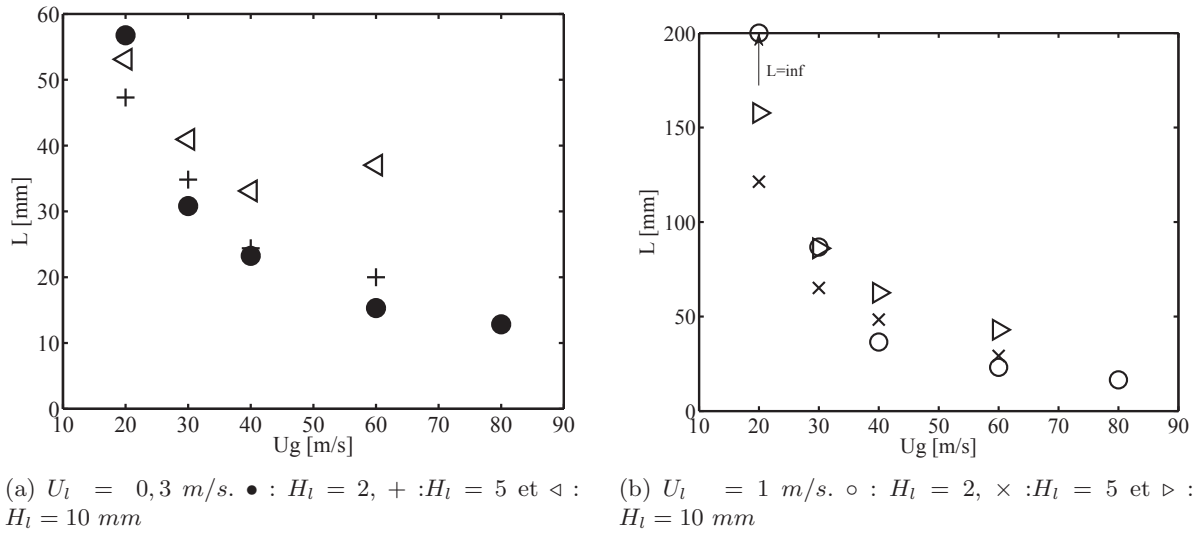 60
50
40
30
20
10
0
L [mm]
10 20 30 40 50 60 70 80 90
Ug [m/s]
200
150
100
50
0
L [mm]
L=inf
10 20 30 40 50 60 70 80 90
Ug [m/s]
(a) U_l = 0,3 m/s. ● : H_l = 2, + :H_l = 5 et ◁ :
H_l = 10 mm
(b) U_l = 1 m/s. ○ : H_l = 2, × :H_l = 5 et ▷ :
H_l = 10 mm